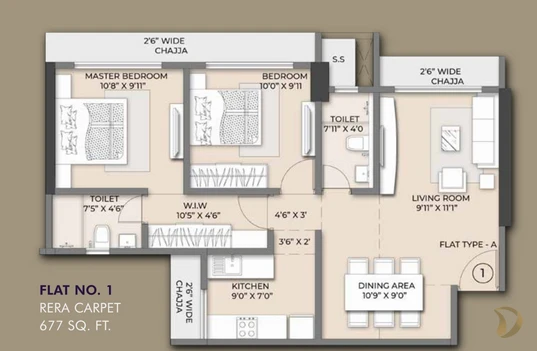 2'6" WIDE
CHAJJA
S.S
2'6" WIDE
CHAJJA
MASTER BEDROOM
10'8" X 9'11"
BEDROOM
10'0" X 9'11
TOILET
7'11" X 4'0
LIVING ROOM
9'11" X 11'1"
TOILET
7'5" X 4'6"
W.I.W
10'5" X 4'6"
4'6" X 3'
3'6" X 2'
FLAT TYPE - A
1
KITCHEN
9'0" X 7'0"
DINING AREA
10'9" X 9'0"
2'6" WIDE
CHAJJA
FLAT NO. 1
RERA CARPET
677 SQ. FT.